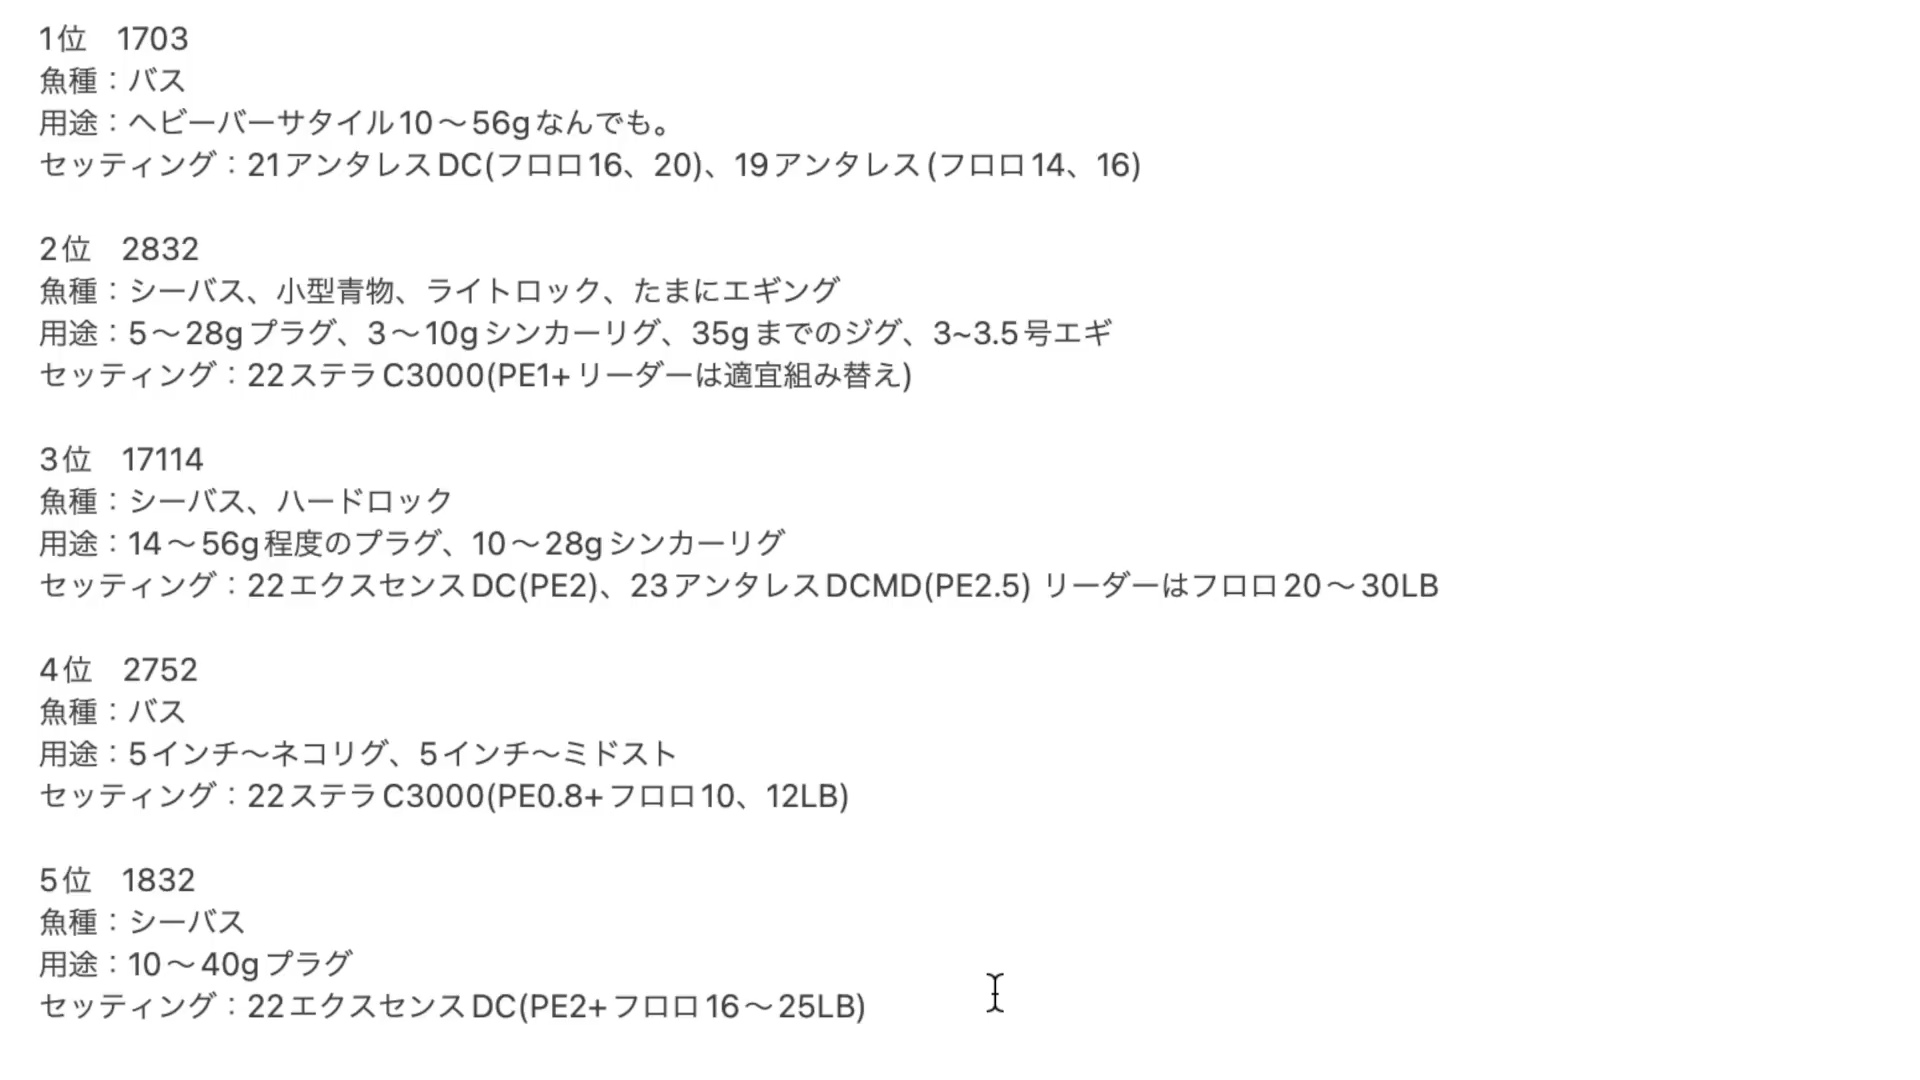 1位　1703
魚種：バス
用途：ヘビーバーサタイル10〜56gなんでも。
セッティング：21アンタレスDC(フロロ16、20)、19アンタレス(フロロ14、16)
2位　2832
魚種：シーバス、小型青物、ライトロック、たまにエギング
用途：5〜28gプラグ、3〜10gシンカーリグ、35gまでのジグ、3~3.5号エギ
セッティング：22ステラC3000(PE1+リーダーは適宜組み替え)
3位　17114
魚種：シーバス、ハードロック
用途：14〜56g程度のプラグ、10〜28gシンカーリグ
セッティング：22エクスセンスDC(PE2)、23アンタレスDCMD(PE2.5) リーダーはフロロ20〜30LB
4位　2752
魚種：バス
用途：5インチ〜ネコリグ、5インチ〜ミドスト
セッティング：22ステラC3000(PE0.8+フロロ10、12LB)
5位　1832
魚種：シーバス
用途：10〜40gプラグ
セッティング：22エクスセンスDC(PE2+フロロ16〜25LB)